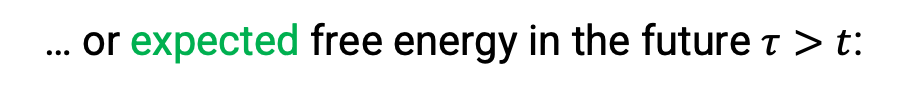 ... or expected free energy in the future τ > t: